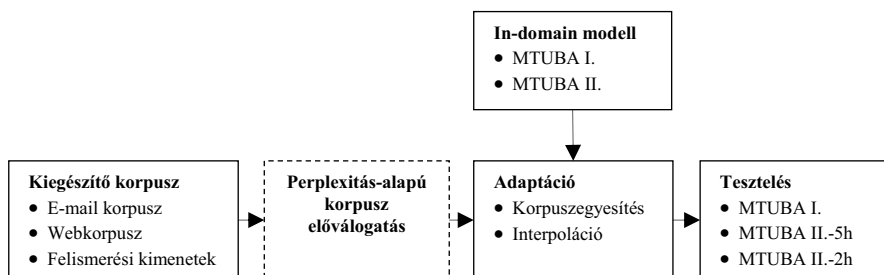 In-domain modell
• MTUBA I.
• MTUBA II.
Kiegészítő korpusz
• E-mail korpusz
• Webkorpusz
• Felismerési kimenetek
Perplexitás-alapú
korpusz
előválogatás
Adaptáció
• Korpuszegyesítés
• Interpoláció
Tesztelés
• MTUBA I.
• MTUBA II.-5h
• MTUBA II.-2h